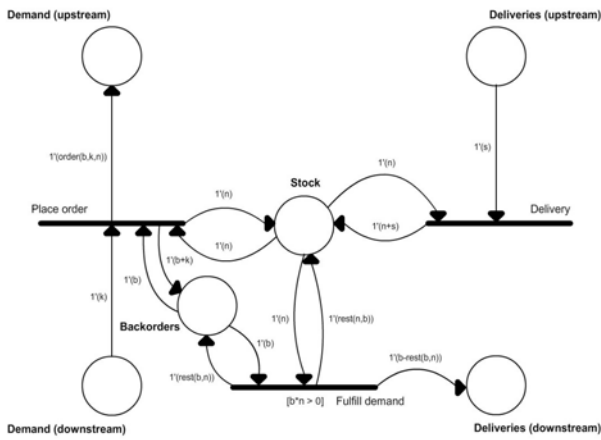 Demand (upstream)
Deliveries (upstream)
1'(order(b,k,n))
1'(s)
1'(n)
Stock
1'(n)
Place order
Delivery
1'(n)
1'(n+s)
1'(b+k)
1'(b)
1'(k)
Backorders
1'(n)
1'(rest(n,b))
1'(b)
1'(rest(b,n))
1'(b-rest(b,n))
[b*n > 0]
Fulfill demand
Demand (downstream)
Deliveries (downstream)